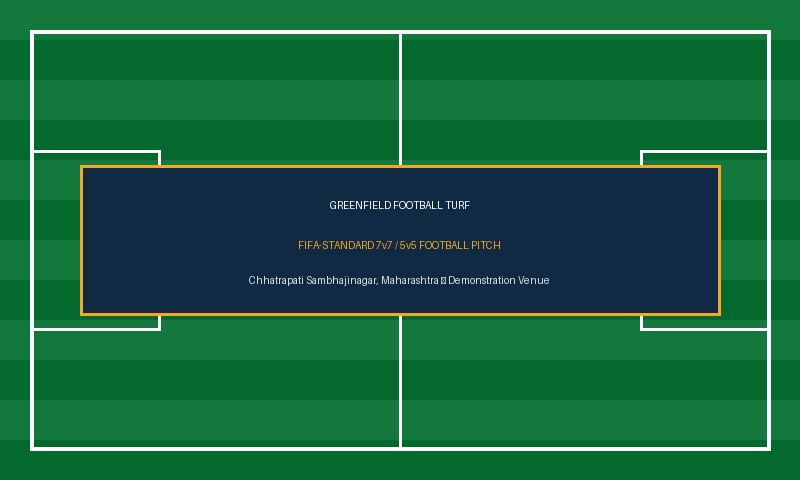 GREENFIELD FOOTBALL TURF
FIFA-STANDARD 7v7 / 5v5 FOOTBALL PITCH
Chhatrapati Sambhajinagar, Maharashtra Demonstration Venue